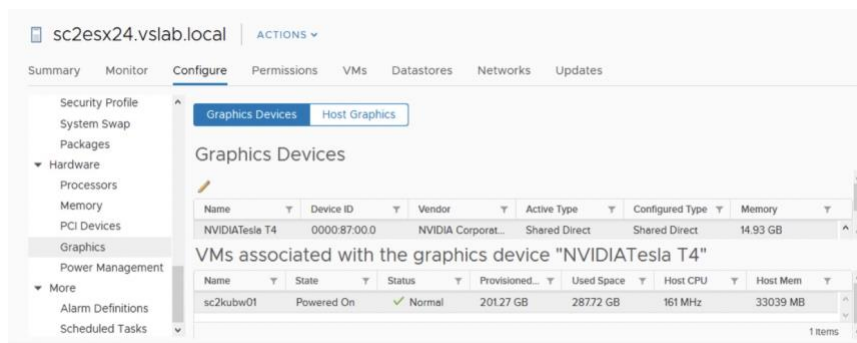 sc2esx24.vslab.local ACTIONS
Summary Monitor Configure Permissions VMs Datastores Networks Updates
Security Profile
System Swap
Packages
Hardware
Processors
Memory
PCI Devices
Graphics
Power Management
More
Alarm Definitions
Scheduled Tasks
Graphics Devices Host Graphics
Graphics Devices
Name Device ID Vendor Active Type Configured Type Memory
NVIDIATesla T4 0000:87:00.0 NVIDIA Corporat... Shared Direct Shared Direct 14.93 GB
VMs associated with the graphics device "NVIDIATesla T4"
Name State Status Provisioned... Used Space Host CPU Host Mem
sc2kubw01 Powered On Normal 201.27 GB 287.72 GB 161 MHz 33039 MB
1 items